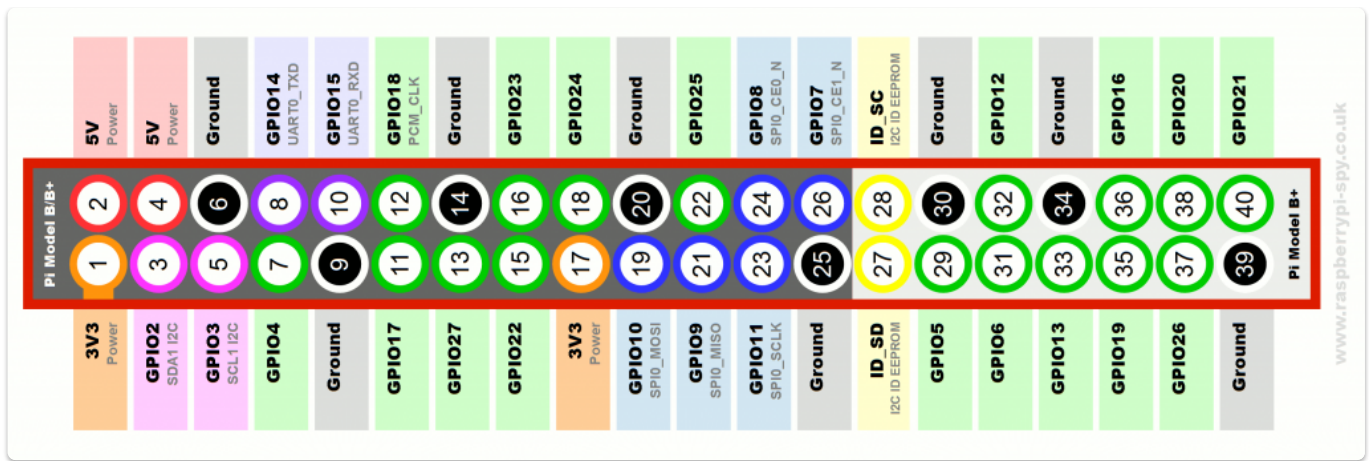 5V
Power
5V
Power
Ground
GPIO14
UART0_TXD
GPIO15
UART0_RXD
GPIO18
PCM_CLK
Ground
GPIO23
GPIO24
Ground
GPIO25
GPIO8
SPI0_CE0_N
GPIO7
SPI0_CE1_N
ID_SC
I2C ID EEPROM
Ground
GPIO12
Ground
GPIO16
GPIO20
GPIO21
Pi Model B/B+
2
4
6
8
10
12
14
16
18
20
22
24
26
28
30
32
34
36
38
40
1
3
5
7
9
11
13
15
17
19
21
23
25
27
29
31
33
35
37
39
Pi Model B+
3V3
Power
GPIO2
SDA1 I2C
GPIO3
SCL1 I2C
GPIO4
Ground
GPIO17
GPIO27
GPIO22
3V3
Power
GPIO10
SPI0_MOSI
GPIO9
SPI0_MISO
GPIO11
SPI0_SCLK
Ground
ID_SD
I2C ID EEPROM
GPIO5
GPIO6
GPIO13
GPIO19
GPIO26
Ground
www.raspberrypi-spy.co.uk